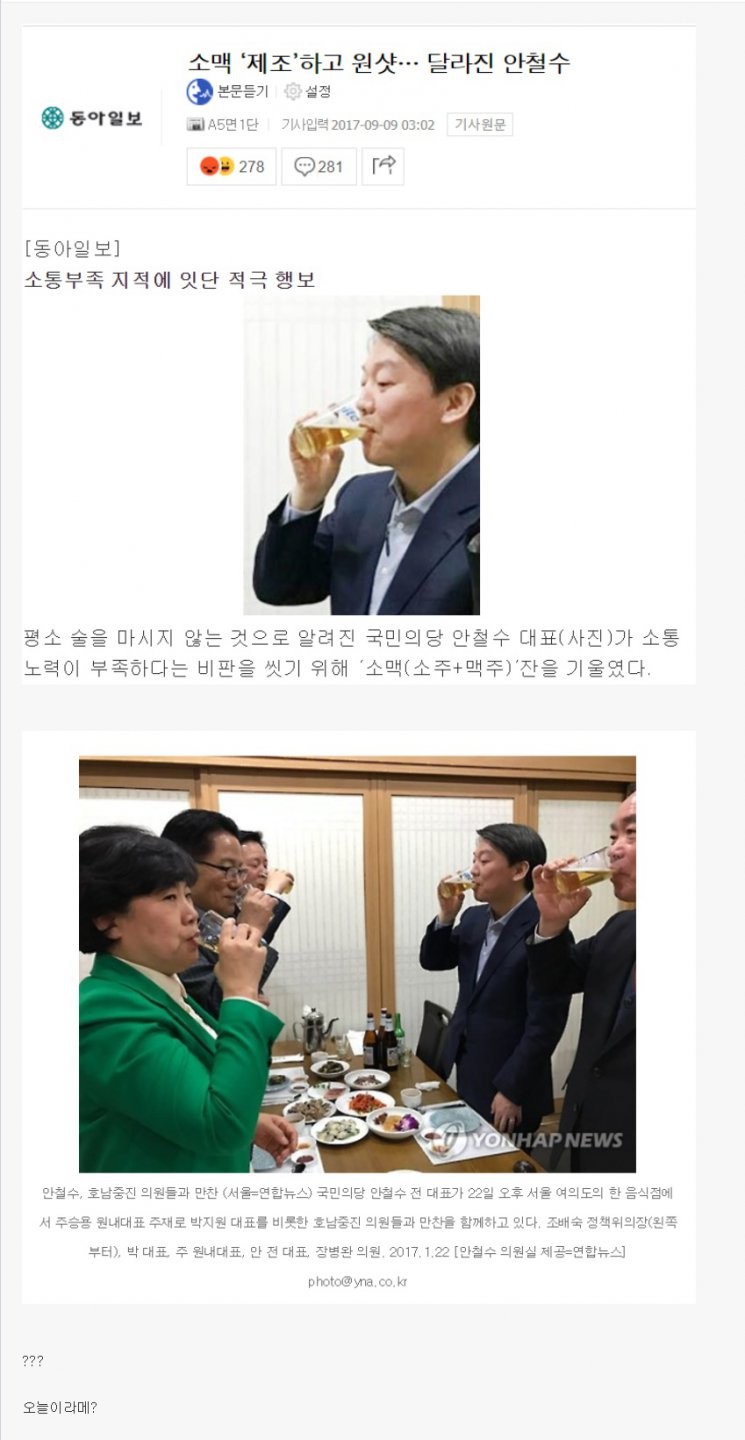 소맥 ‘제조’하고 원샷… 달라진 안철수
본문듣기 설정
동아일보
A5면 1단 기사입력 2017-09-09 03:02 기사원문
278 281
[동아일보]
소통부족 지적에 잇단 적극 행보
평소 술을 마시지 않는 것으로 알려진 국민의당 안철수 대표(사진)가 소통
노력이 부족하다는 비판을 씻기 위해 ‘소맥(소주+맥주)’잔을 기울였다.
YONHAP NEWS
안철수, 호남중진 의원들과 만찬 (서울=연합뉴스) 국민의당 안철수 전 대표가 22일 오후 서울 여의도의 한 음식점에
서 주승용 원내대표 주재로 박지원 대표를 비롯한 호남중진 의원들과 만찬을 함께하고 있다. 조배숙 정책위의장(왼쪽
부터), 박 대표, 주 원내대표, 안 전 대표, 장병완 의원. 2017.1.22 [안철수 의원실 제공=연합뉴스]
photo@yna.co.kr
???
오늘이라메?